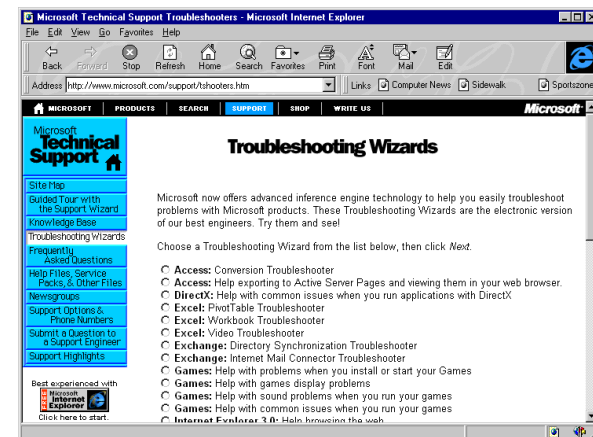 Microsoft Technical Support Troubleshooters - Microsoft Internet Explorer
File Edit View Go Favorites Help
Back Forward Stop Refresh Home Search Favorites Print Font Mail Edit
Address http://www.microsoft.com/support/tshooters.htm Links Computer News Sidewalk Sportszone
MICROSOFT PRODUCTS SEARCH SUPPORT SHOP WRITE US Microsoft
Microsoft
Technical
Support
Site Map
Guided Tour with
the Support Wizard
Knowledge Base
Troubleshooting Wizards
Frequently
Asked Questions
Help Files, Service
Packs, & Other Files
Newsgroups
Support Options &
Phone Numbers
Submit a Question to
a Support Engineer
Support Highlights
Best experienced with
FREE
Microsoft
Internet
Explorer
Click here to start.
Troubleshooting Wizards
Microsoft now offers advanced inference engine technology to help you easily troubleshoot
problems with Microsoft products. These Troubleshooting Wizards are the electronic version
of our best engineers. Try them and see!
Choose a Troubleshooting Wizard from the list below, then click Next.
Access: Conversion Troubleshooter
Access: Help exporting to Active Server Pages and viewing them in your web browser.
DirectX: Help with common issues when you run applications with DirectX
Excel: PivotTable Troubleshooter
Excel: Workbook Troubleshooter
Excel: Video Troubleshooter
Exchange: Directory Synchronization Troubleshooter
Exchange: Internet Mail Connector Troubleshooter
Games: Help with problems when you install or start your Games
Games: Help with games display problems
Games: Help with sound problems when you run your games
Games: Help with common issues when you run your games
Internet Explorer 3.0: Help browsing the web